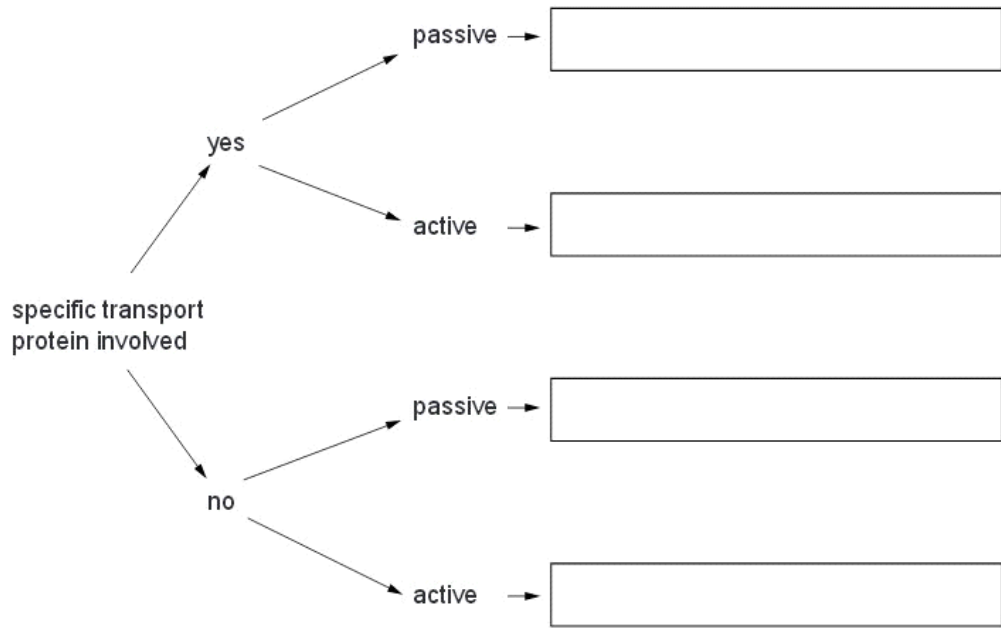 passive
yes
active
specific transport
protein involved
passive
no
active